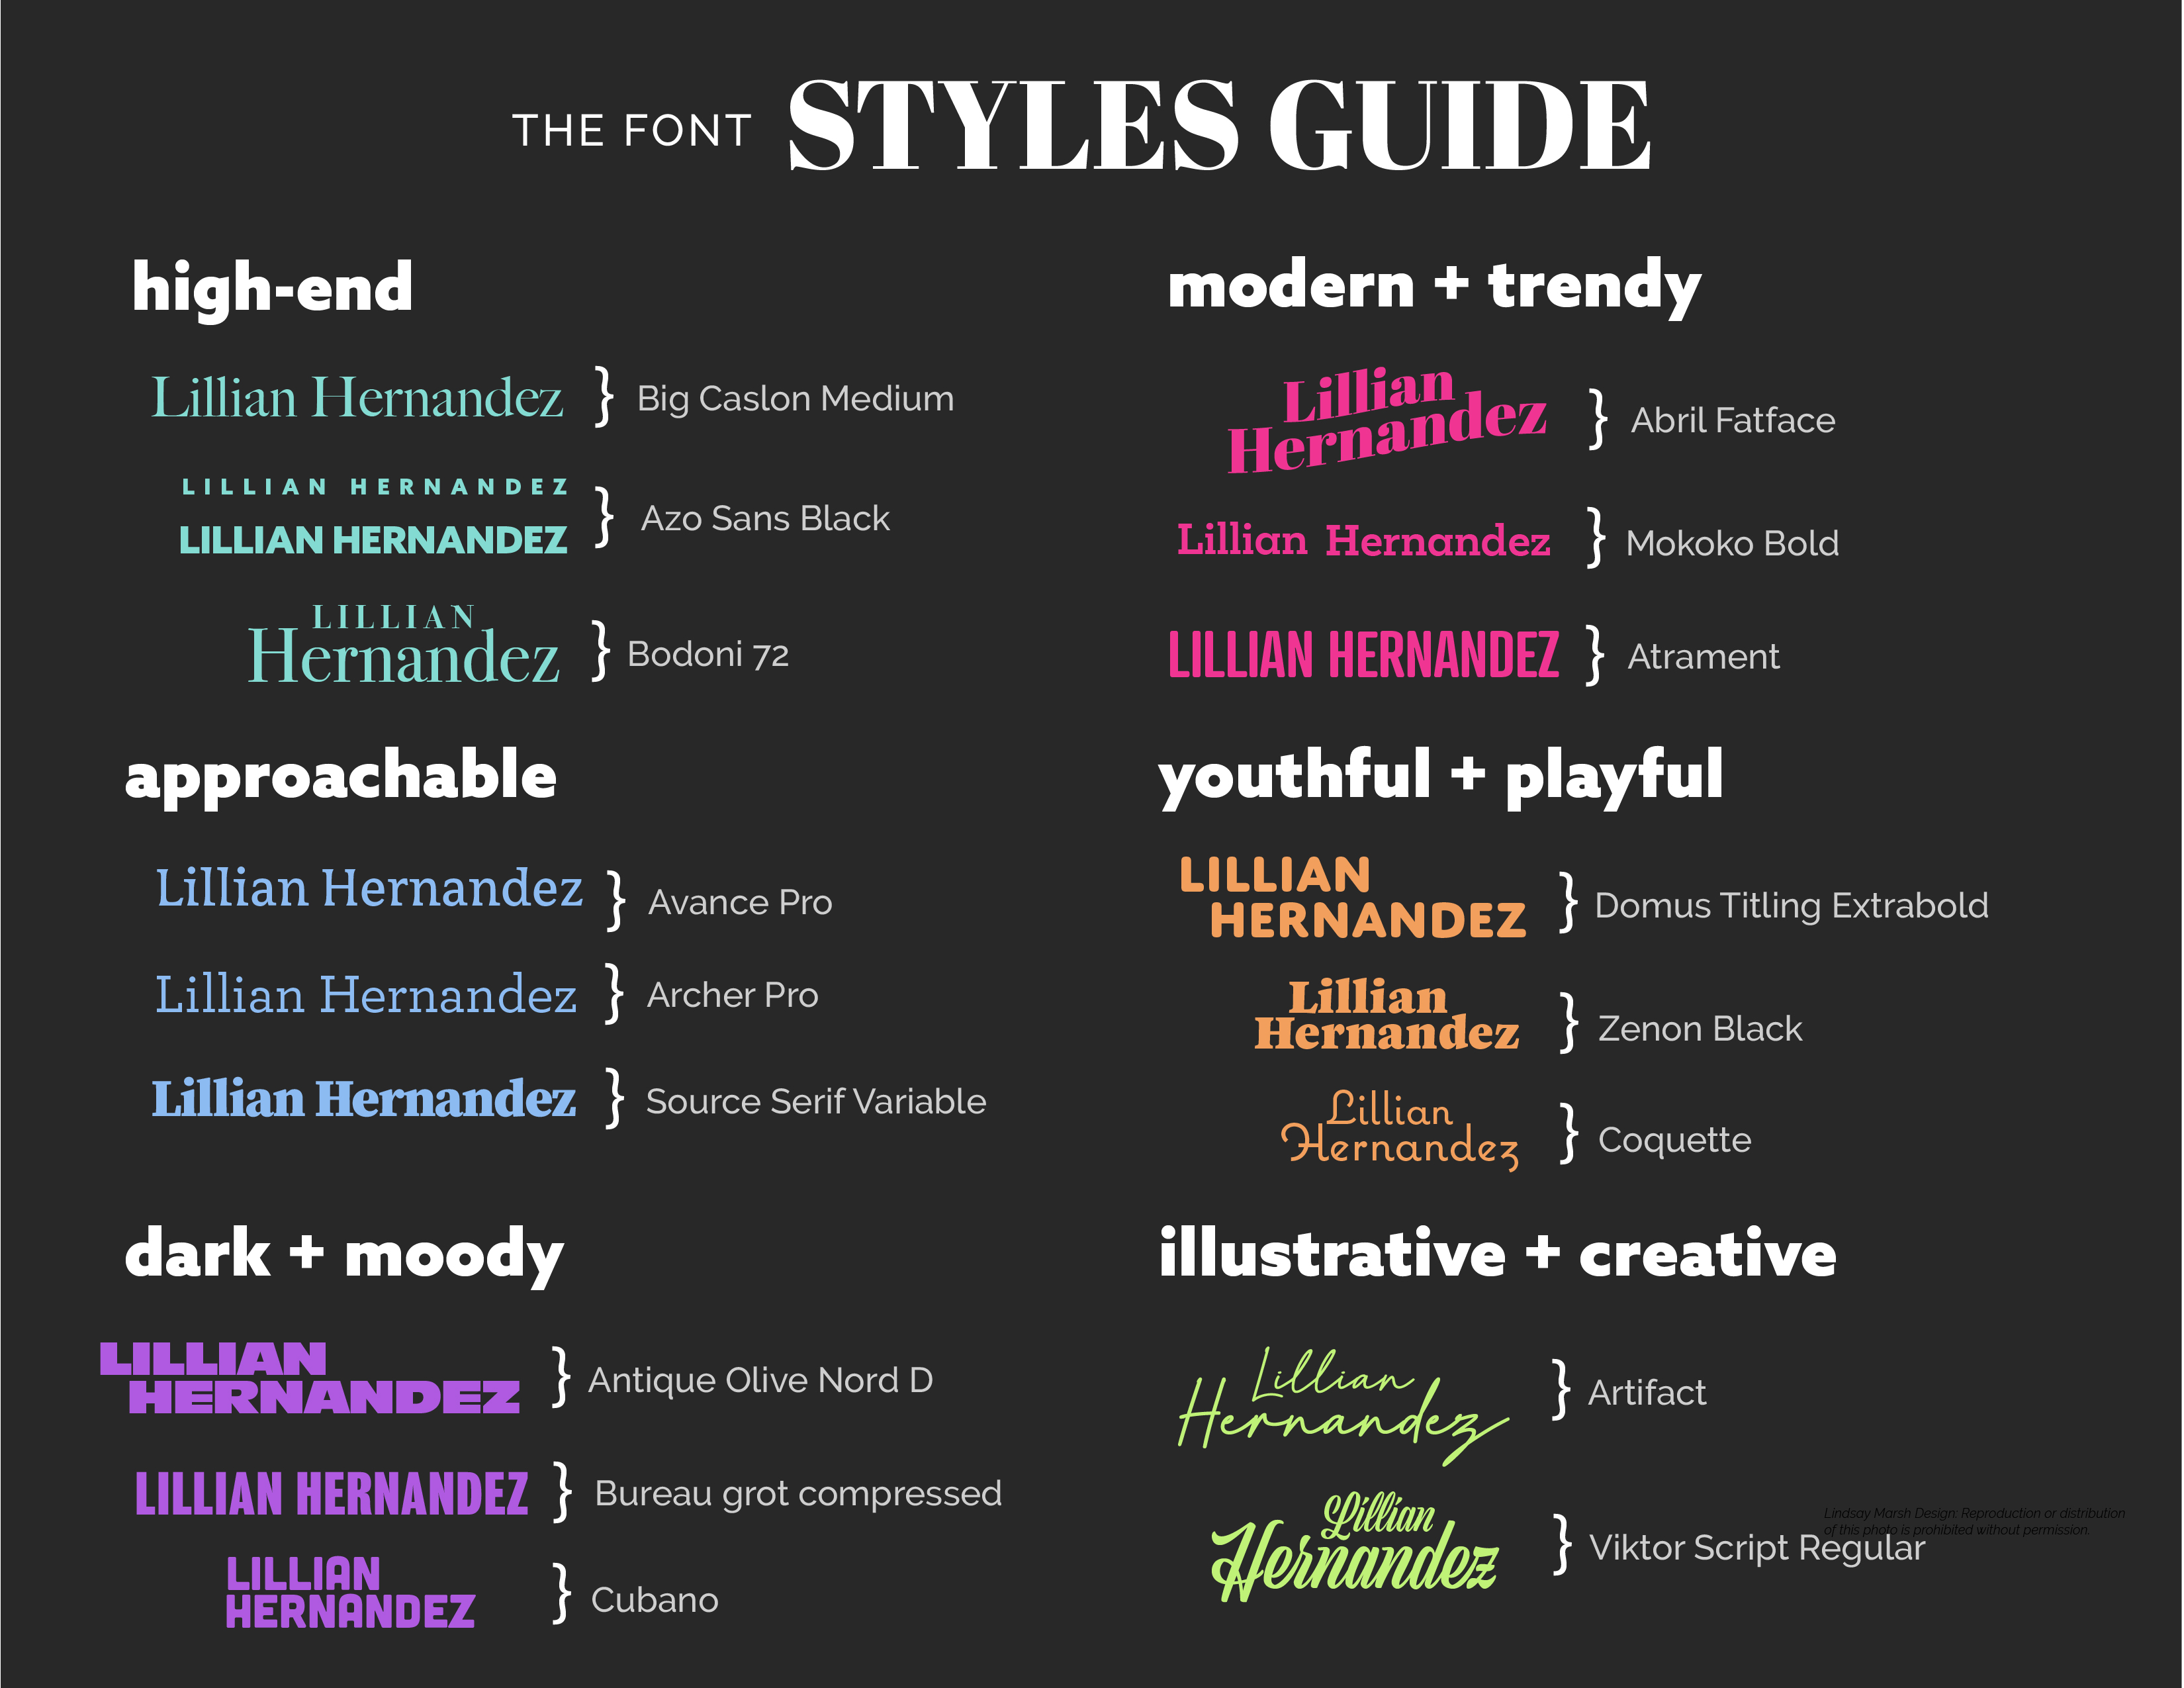 THE FONT STYLES GUIDE
high-end
Lillian Hernandez } Big Caslon Medium
LILLIAN HERNANDEZ
LILLIAN HERNANDEZ } Azo Sans Black
LILLIAN
Hernandez } Bodoni 72
approachable
Lillian Hernandez } Avance Pro
Lillian Hernandez } Archer Pro
Lillian Hernandez } Source Serif Variable
dark + moody
LILLIAN
HERNANDEZ } Antique Olive Nord D
LILLIAN HERNANDEZ } Bureau grot compressed
LILLIAN
HERNANDEZ } Cubano
modern + trendy
Lillian
Hernandez } Abril Fatface
Lillian Hernandez } Mokoko Bold
LILLIAN HERNANDEZ } Atrament
youthful + playful
LILLIAN
HERNANDEZ } Domus Titling Extrabold
Lillian
Hernandez } Zenon Black
Lillian
Hernandez } Coquette
illustrative + creative
Lillian
Hernandez } Artifact
Lillian
Hernandez } Viktor Script Regular
Lindsay Marsh Design: Reproduction or distribution
of this photo is prohibited without permission.